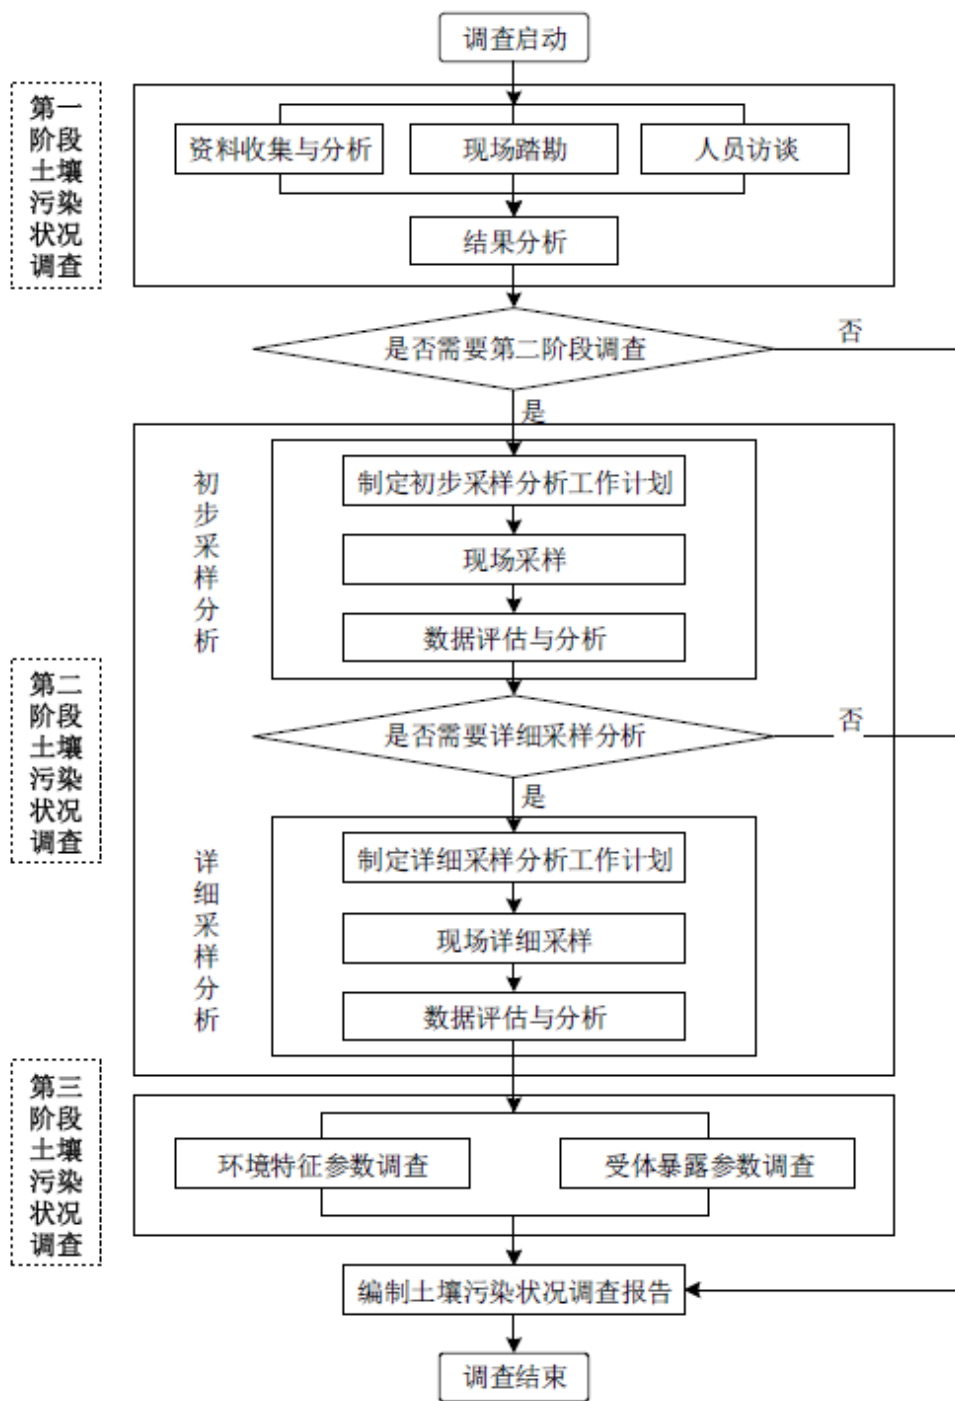 调查启动
第一
阶段
土壤
污染
状况
调查
资料收集与分析
现场踏勘
人员访谈
结果分析
是否需要第二阶段调查
否
是
初
步
采
样
分
析
制定初步采样分析工作计划
现场采样
数据评估与分析
第二
阶段
土壤
污染
状况
调查
是否需要详细采样分析
否
是
详
细
采
样
分
析
制定详细采样分析工作计划
现场详细采样
数据评估与分析
第三
阶段
土壤
污染
状况
调查
环境特征参数调查
受体暴露参数调查
编制土壤污染状况调查报告
调查结束